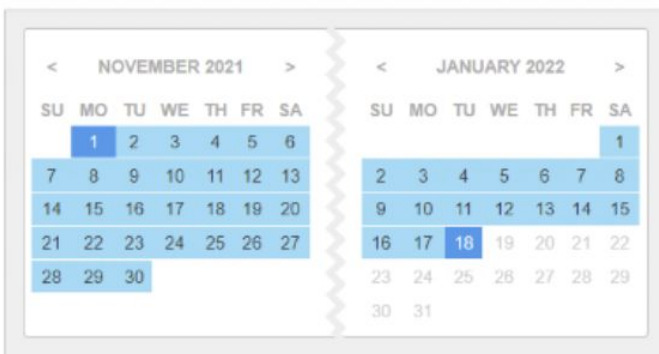 < NOVEMBER 2021 >
SU MO TU WE TH FR SA
1 2 3 4 5 6
7 8 9 10 11 12 13
14 15 16 17 18 19 20
21 22 23 24 25 26 27
28 29 30
< JANUARY 2022 >
SU MO TU WE TH FR SA
1
2 3 4 5 6 7 8
9 10 11 12 13 14 15
16 17 18 19 20 21 22
23 24 25 26 27 28 29
30 31